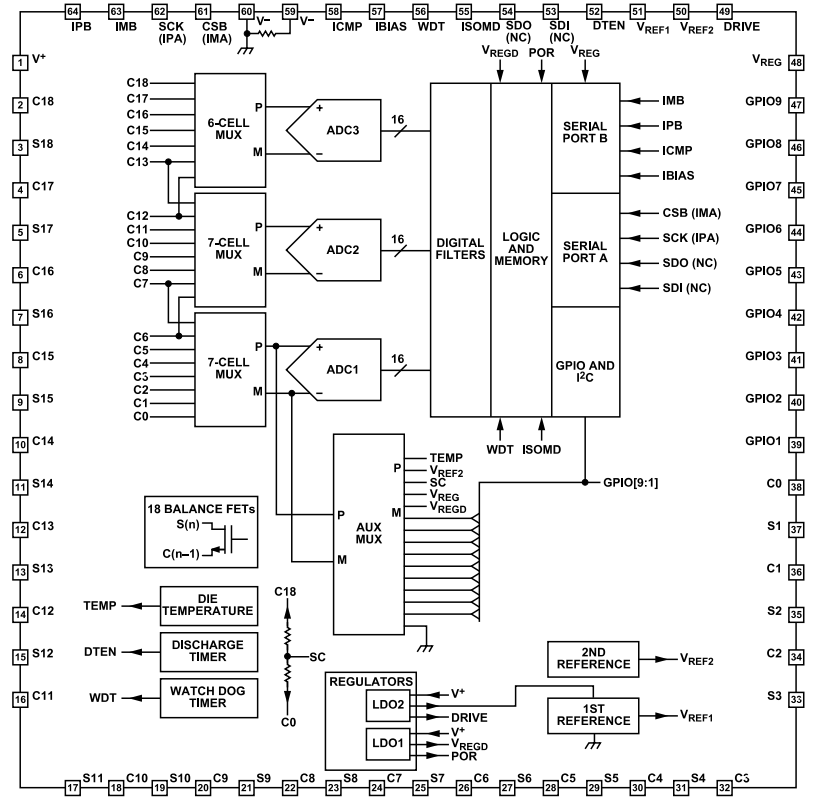 64 63 62 61 60 59 58 57 56 55 54 53 52 51 50 49
IPB IMB SCK (IPA) CSB (IMA) V– V– ICMP IBIAS WDT ISOMD SDO (NC) SDI (NC) DTEN VREF1 VREF2 DRIVE
1 V+
2 C18
3 S18
4 C17
5 S17
6 C16
7 S16
8 C15
9 S15
10 C14
11 S14
12 C13
13 S13
14 C12
15 S12
16 C11
C18
C17
C16
C15
C14
C13
6-CELL
MUX
P
M
+
–
ADC3
16
C12
C11
C10
C9
C8
C7
7-CELL
MUX
P
M
+
–
ADC2
16
C6
C5
C4
C3
C2
C1
C0
7-CELL
MUX
P
M
+
–
ADC1
16
DIGITAL
FILTERS
VREGD POR VREG
LOGIC
AND
MEMORY
WDT ISOMD
SERIAL
PORT B
IMB
IPB
ICMP
IBIAS
SERIAL
PORT A
CSB (IMA)
SCK (IPA)
SDO (NC)
SDI (NC)
GPIO AND
I2C
GPIO[9:1]
P
M
AUX
MUX
P
M
TEMP
VREF2
SC
VREG
VREGD
18 BALANCE FETs
S(n)
C(n–1)
TEMP
DIE
TEMPERATURE
DTEN
DISCHARGE
TIMER
WDT
WATCH DOG
TIMER
C18
SC
C0
REGULATORS
LDO2
V+
DRIVE
LDO1
V+
VREGD
POR
2ND
REFERENCE
VREF2
1ST
REFERENCE
VREF1
VREG 48
GPIO9 47
GPIO8 46
GPIO7 45
GPIO6 44
GPIO5 43
GPIO4 42
GPIO3 41
GPIO2 40
GPIO1 39
C0 38
S1 37
C1 36
S2 35
C2 34
S3 33
S11 C10 S10 C9 S9 C8 S8 C7 S7 C6 S6 C5 S5 C4 S4 C3
17 18 19 20 21 22 23 24 25 26 27 28 29 30 31 32